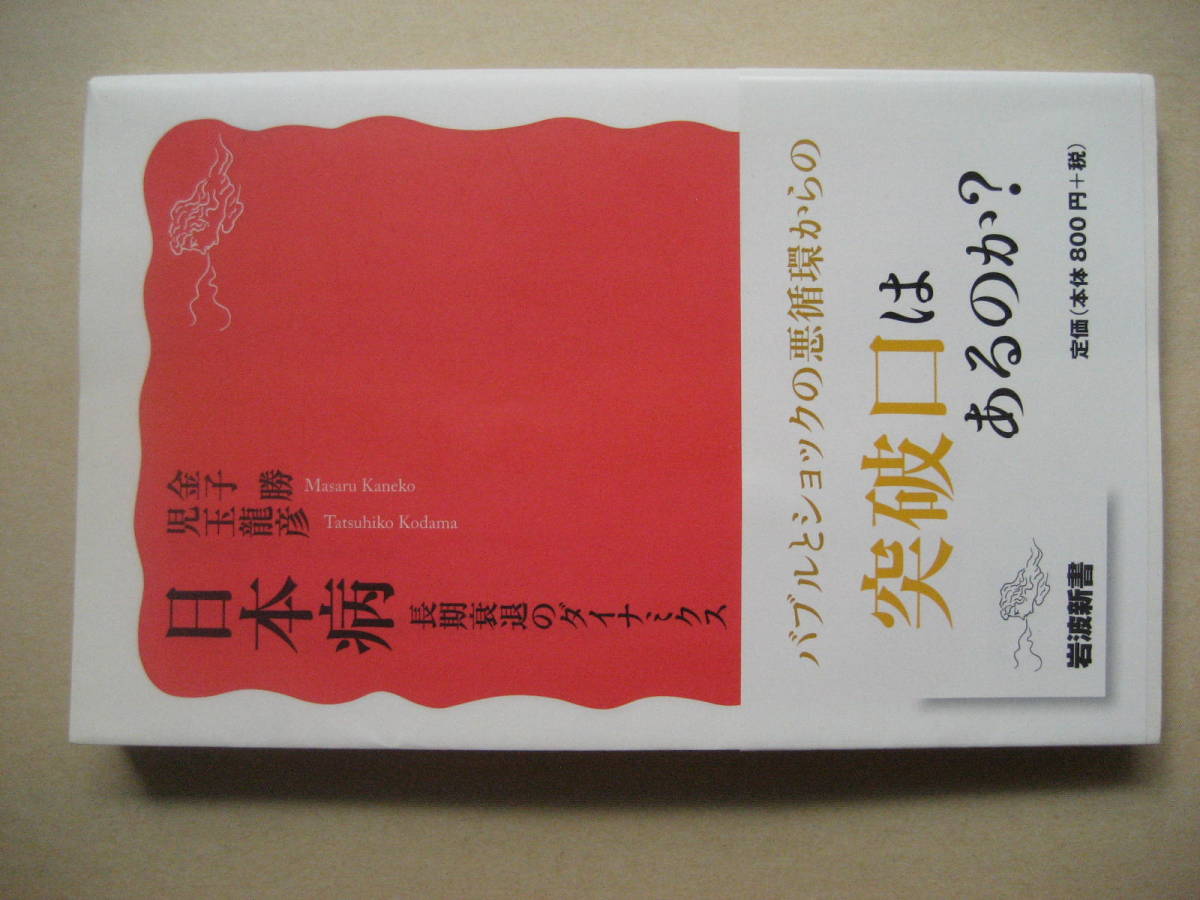 日本病
長期衰退のダイナミクス
金子 勝
Masaru Kaneko
児玉龍彦
Tatsuhiko Kodama
バブルとショックの悪循環からの
突破口は
あるのか?
定価(本体800円+税)
岩波新書